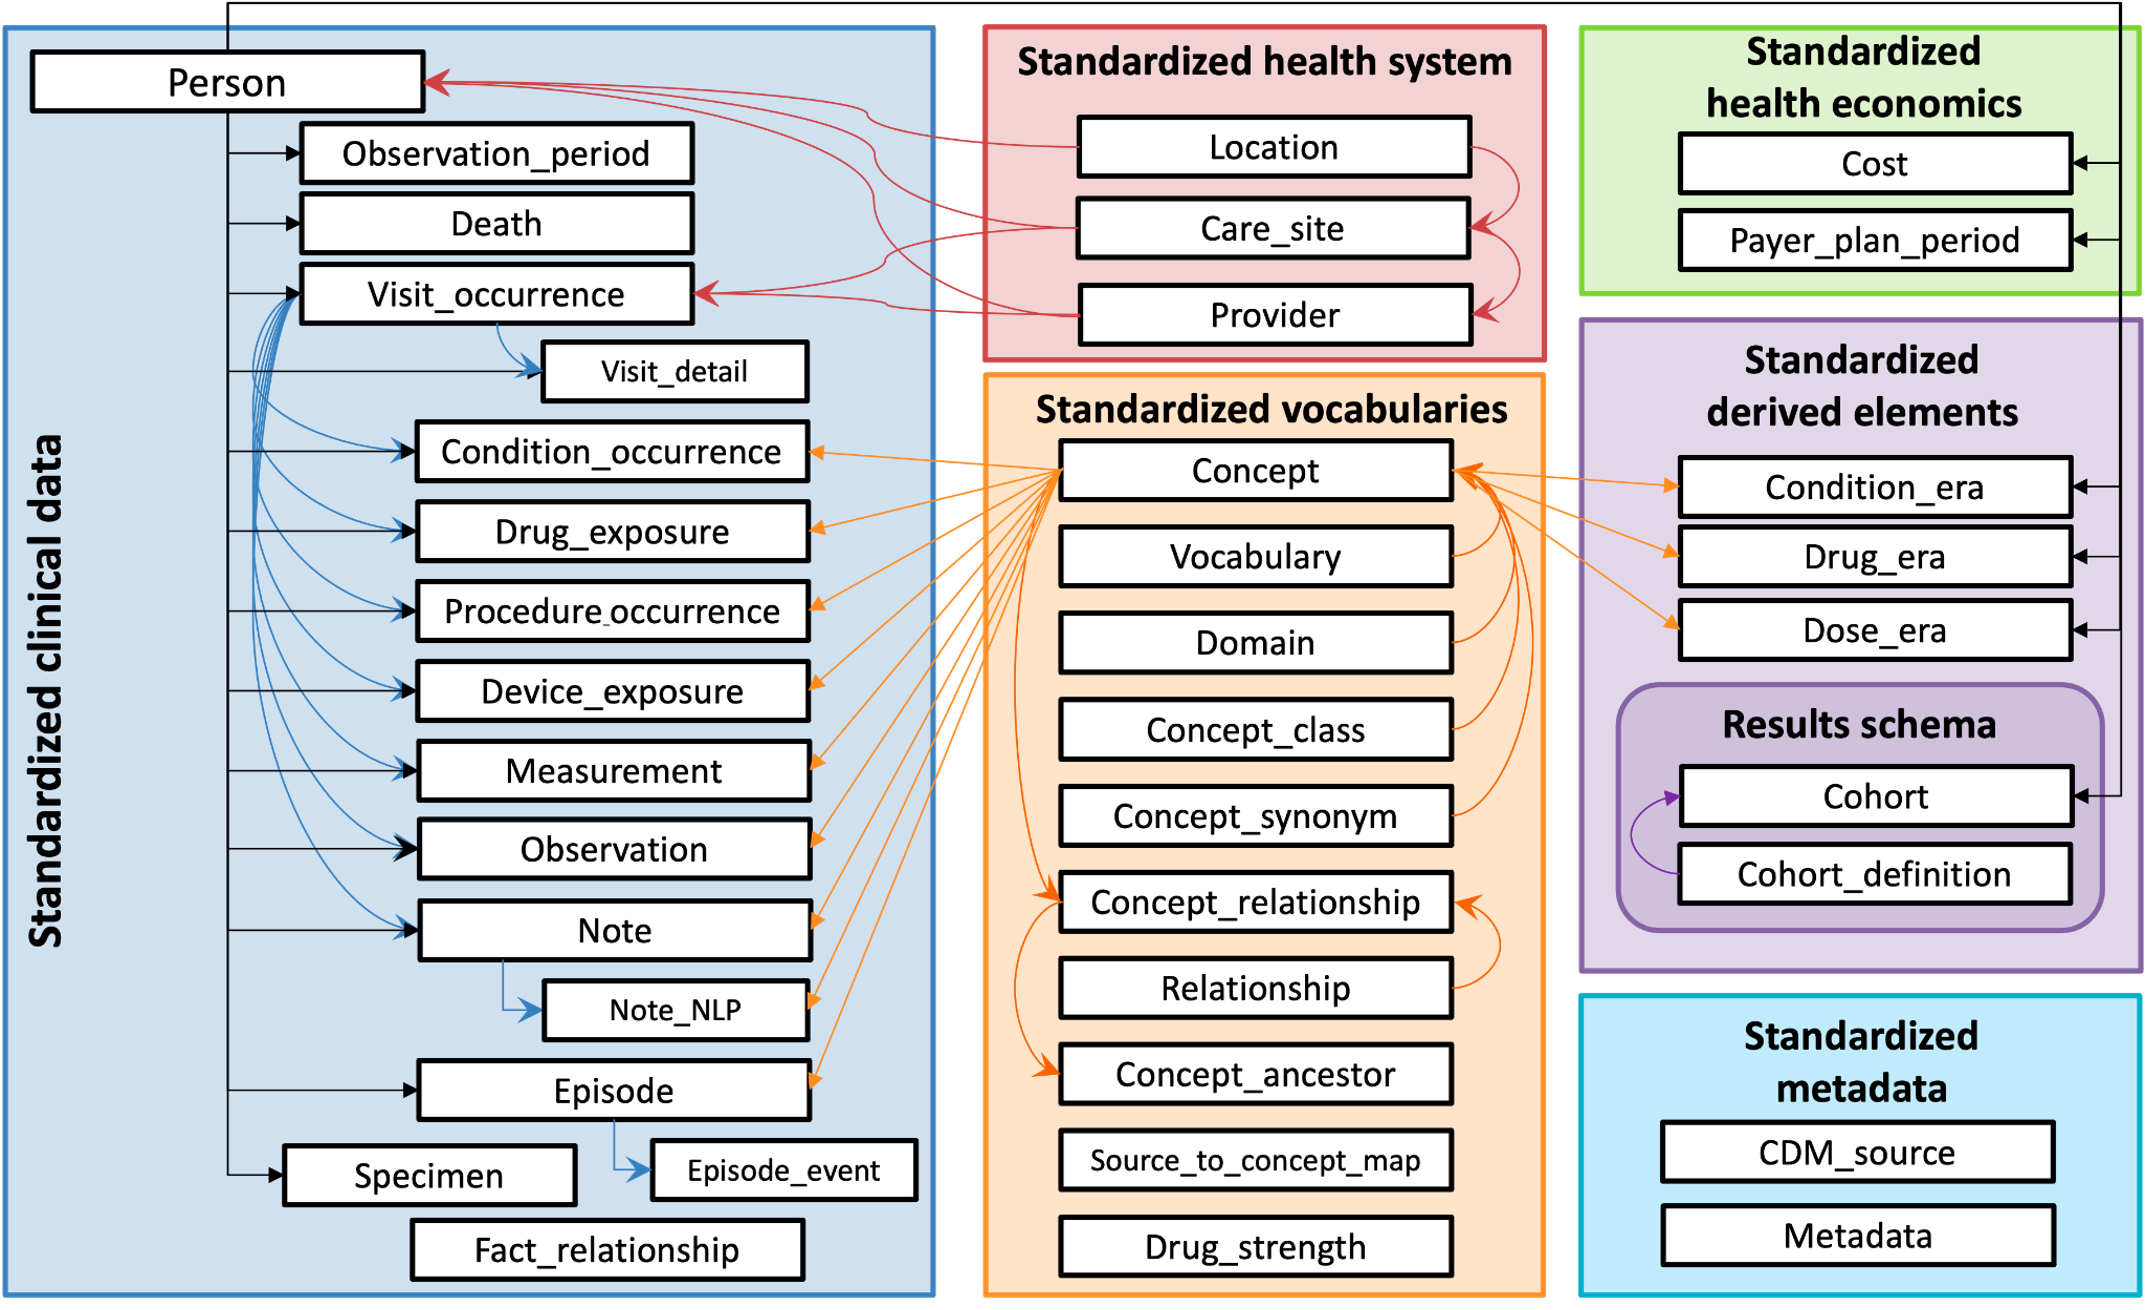 Standardized clinical data
Person
Observation_period
Death
Visit_occurrence
Visit_detail
Condition_occurrence
Drug_exposure
Procedure_occurrence
Device_exposure
Measurement
Observation
Note
Note_NLP
Episode
Episode_event
Specimen
Fact_relationship
Standardized health system
Location
Care_site
Provider
Standardized vocabularies
Concept
Vocabulary
Domain
Concept_class
Concept_synonym
Concept_relationship
Relationship
Concept_ancestor
Source_to_concept_map
Drug_strength
Standardized
health economics
Cost
Payer_plan_period
Standardized
derived elements
Condition_era
Drug_era
Dose_era
Results schema
Cohort
Cohort_definition
Standardized
metadata
CDM_source
Metadata